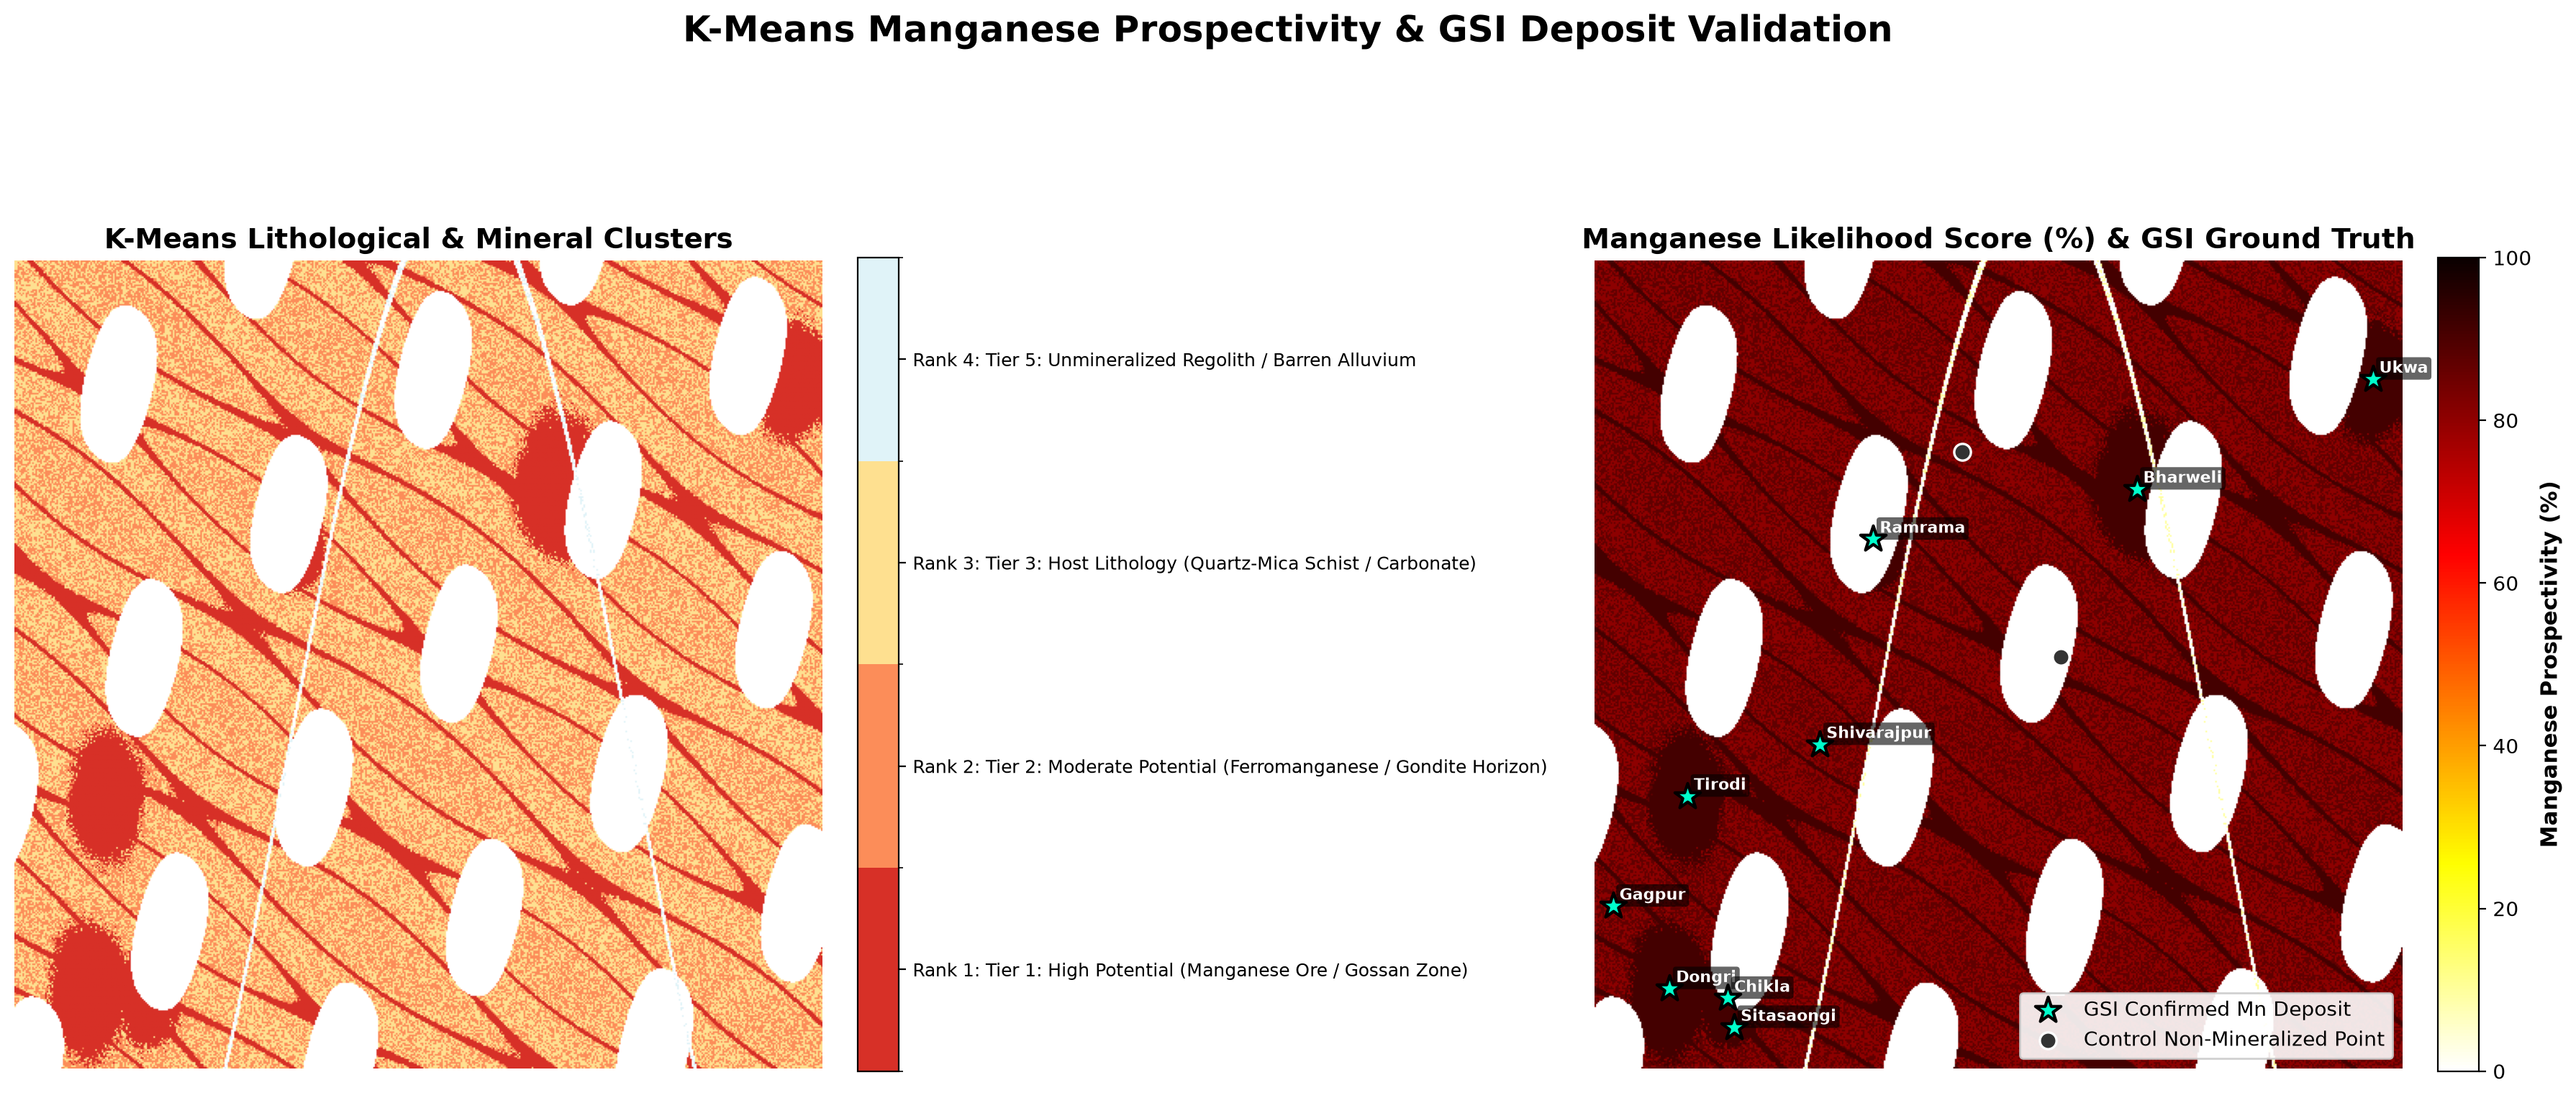 K-Means Manganese Prospectivity & GSI Deposit Validation
K-Means Lithological & Mineral Clusters
Rank 4: Tier 5: Unmineralized Regolith / Barren Alluvium
Rank 3: Tier 3: Host Lithology (Quartz-Mica Schist / Carbonate)
Rank 2: Tier 2: Moderate Potential (Ferromanganese / Gondite Horizon)
Rank 1: Tier 1: High Potential (Manganese Ore / Gossan Zone)
Manganese Likelihood Score (%) & GSI Ground Truth
Ukwa
Bharweli
Ramrama
Shivarajpur
Tirodi
Gagpur
Dongri
Chikla
Sitasaongi
GSI Confirmed Mn Deposit
Control Non-Mineralized Point
100
80
60
40
20
0
Manganese Prospectivity (%)